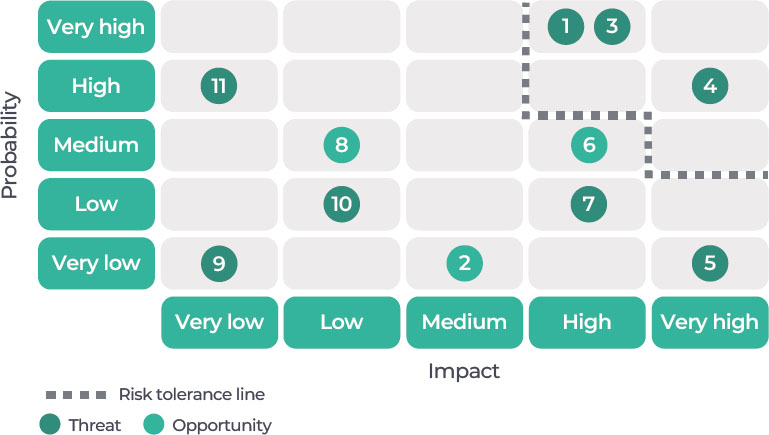 Probability
Very high
1 3
High
11 4
Medium
8 6
Low
10 7
Very low
9 2 5
Very low Low Medium High Very high
Impact
Risk tolerance line
Threat Opportunity